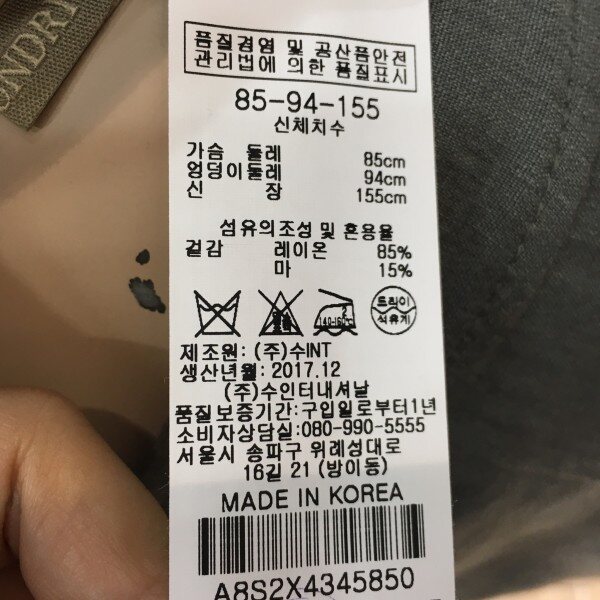 ONDRI
품질경영 및 공산품안전
관리법에 의한 품질표시
85-94-155
신체치수
가슴 둘레 85cm
엉덩이둘레 94cm
신 장 155cm
섬유의조성 및 혼용율
겉감 레이온 85%
마 15%
140-160℃
드라이
석유계
제조원: (주)수INT
생산년월: 2017.12
(주)수인터내셔날
품질보증기간:구입일로부터1년
소비자상담실:080-990-5555
서울시 송파구 위례성대로
16길 21 (방이동)
MADE IN KOREA
A8S2X4345850